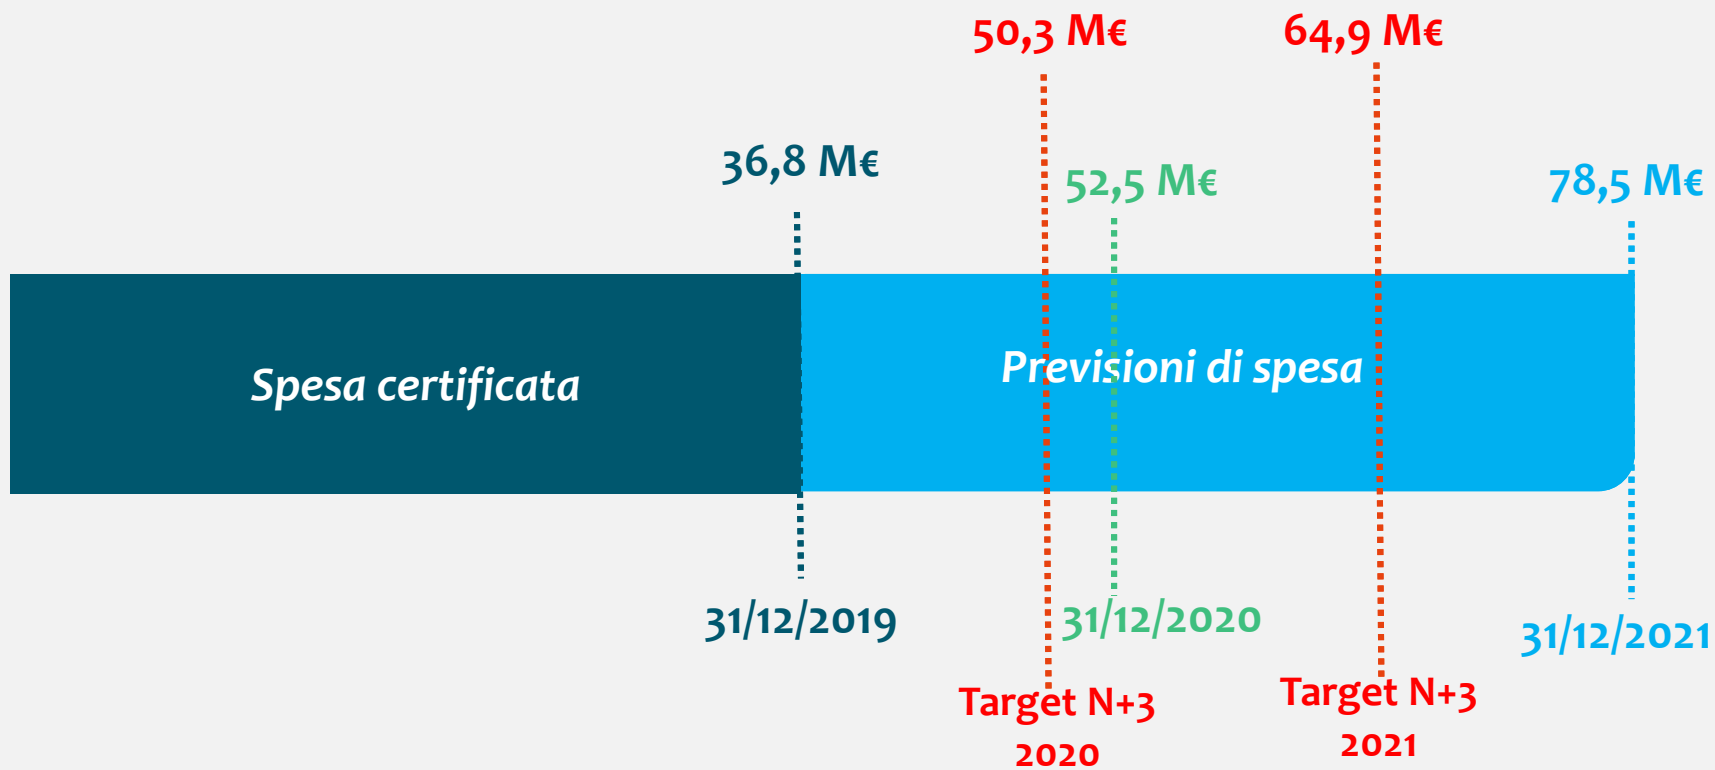 50,3 M€
64,9 M€
36,8 M€
52,5 M€
78,5 M€
Spesa certificata
Previsioni di spesa
31/12/2019
31/12/2020
31/12/2021
Target N+3
2020
Target N+3
2021